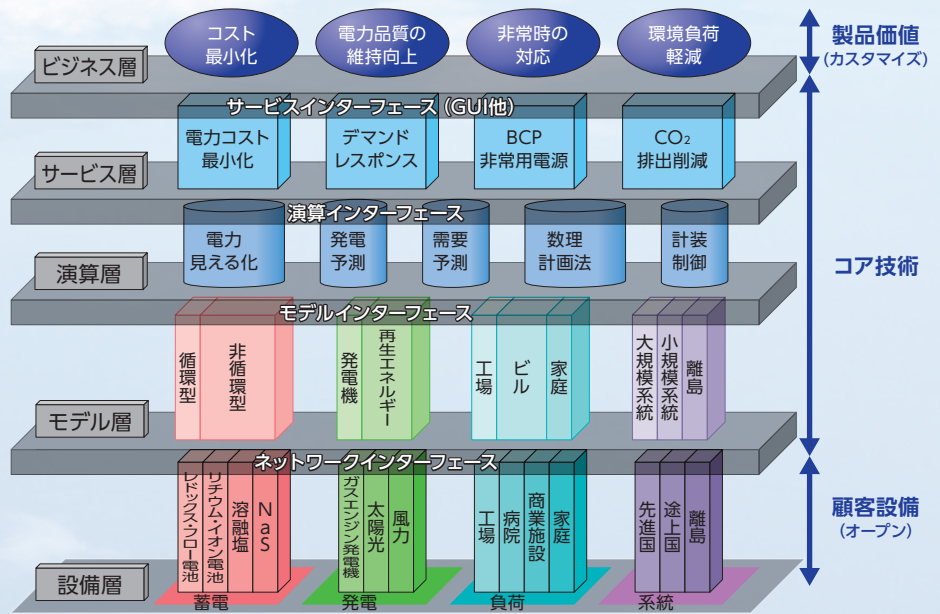 コスト
最小化
電力品質の
維持向上
非常時の
対応
環境負荷
軽減
製品価値
(カスタマイズ)
ビジネス層
サービスインターフェース(GUI他)
電力コスト
最小化
デマンド
レスポンス
BCP
非常用電源
CO₂
排出削減
サービス層
演算インターフェース
電力
見える化
発電
予測
需要
予測
数理
計画法
計装
制御
演算層
コア技術
モデルインターフェース
循環型
非循環型
発電機
再生エネルギー
工場
ビル
家庭
大規模系統
小規模系統
離島
モデル層
ネットワークインターフェース
レドックス・フロー電池
リチウム・イオン電池
溶融塩
NaS
ガスエンジン発電機
太陽光
風力
工場
病院
商業施設
家庭
先進国
途上国
離島
顧客設備
(オープン)
設備層
蓄電
発電
負荷
系統